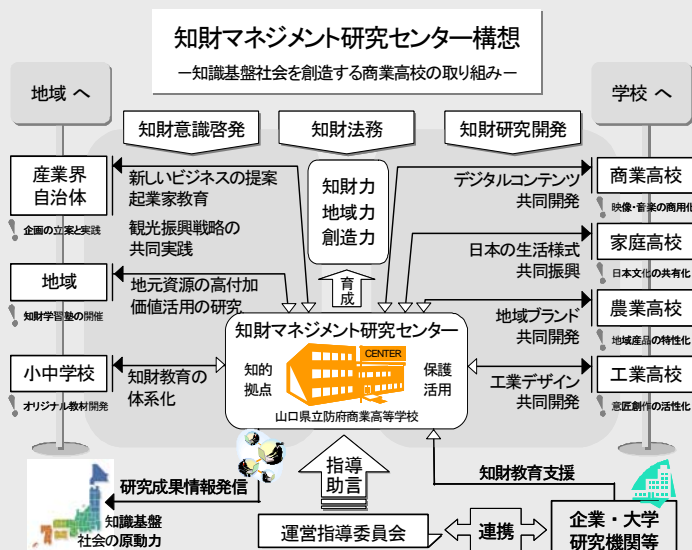 知財マネジメント研究センター構想
－知識基盤社会を創造する商業高校の取り組み－
地域 へ
学校 へ
知財意識啓発
知財法務
知財研究開発
産業界
自治体
企画の立案と実践
地域
知財学習塾の開催
小中学校
オリジナル教材開発
新しいビジネスの提案
起業家教育
観光振興戦略の
共同実践
地元資源の高付加
価値活用の研究
知財教育の
体系化
知財力
地域力
創造力
育
成
デジタルコンテンツ
共同開発
日本の生活様式
共同振興
地域ブランド
共同開発
工業デザイン
共同開発
商業高校
映像・音楽の商用化
家庭高校
日本文化の共有化
農業高校
地域産品の特性化
工業高校
意匠創作の活性化
知財マネジメント研究センター
知的
拠点
CENTER
保護
活用
山口県立防府商業高等学校
研究成果情報発信
知識基盤
社会の原動力
指導
助言
知財教育支援
運営指導委員会
連携
企業・大学
研究機関等